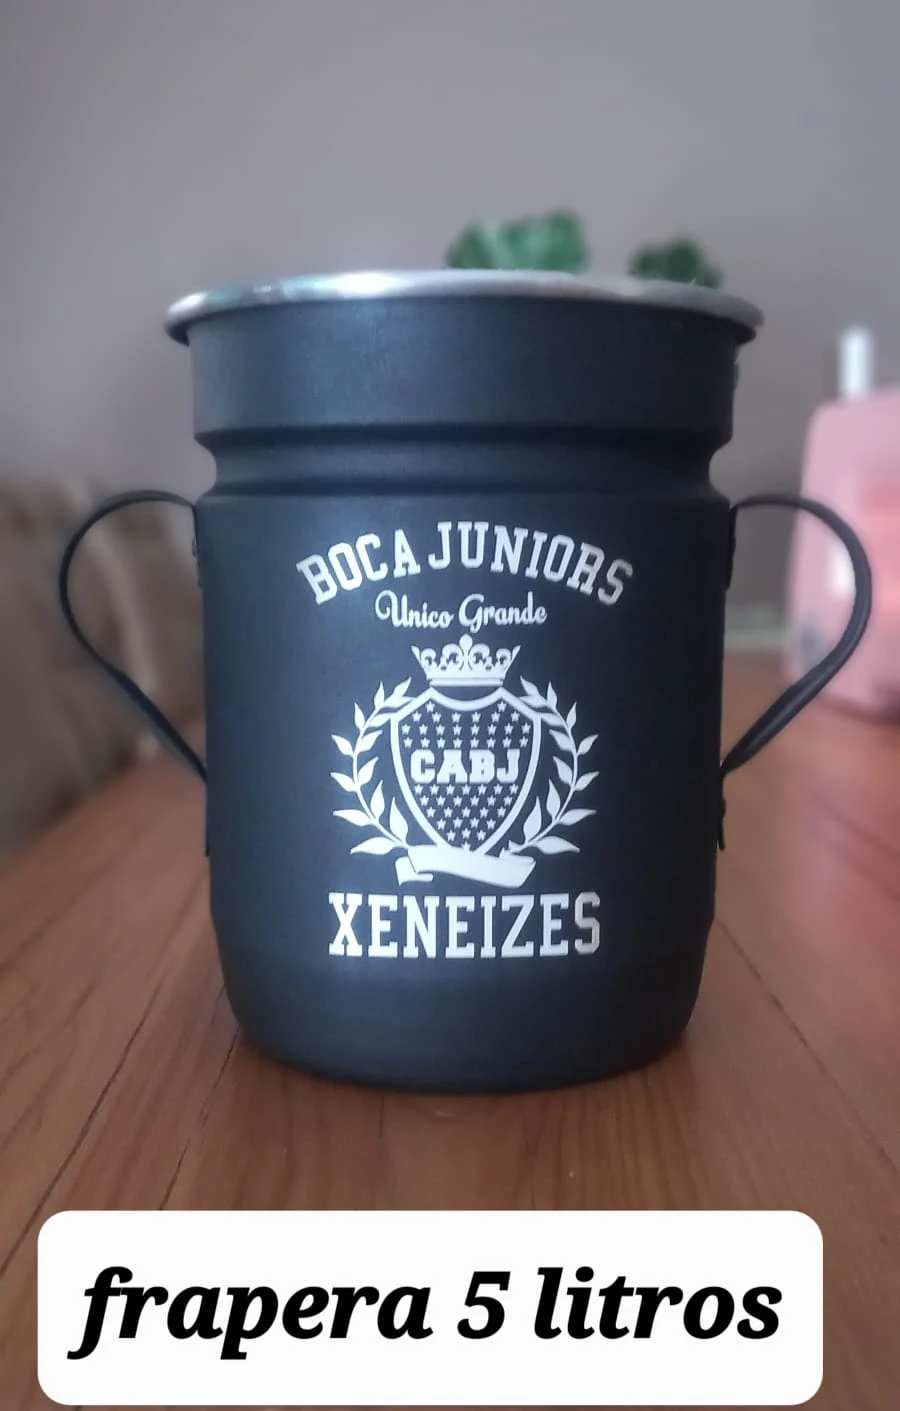 BOCA JUNIORS
Unico Grande
CABJ
XENEIZES
frapera 5 litros